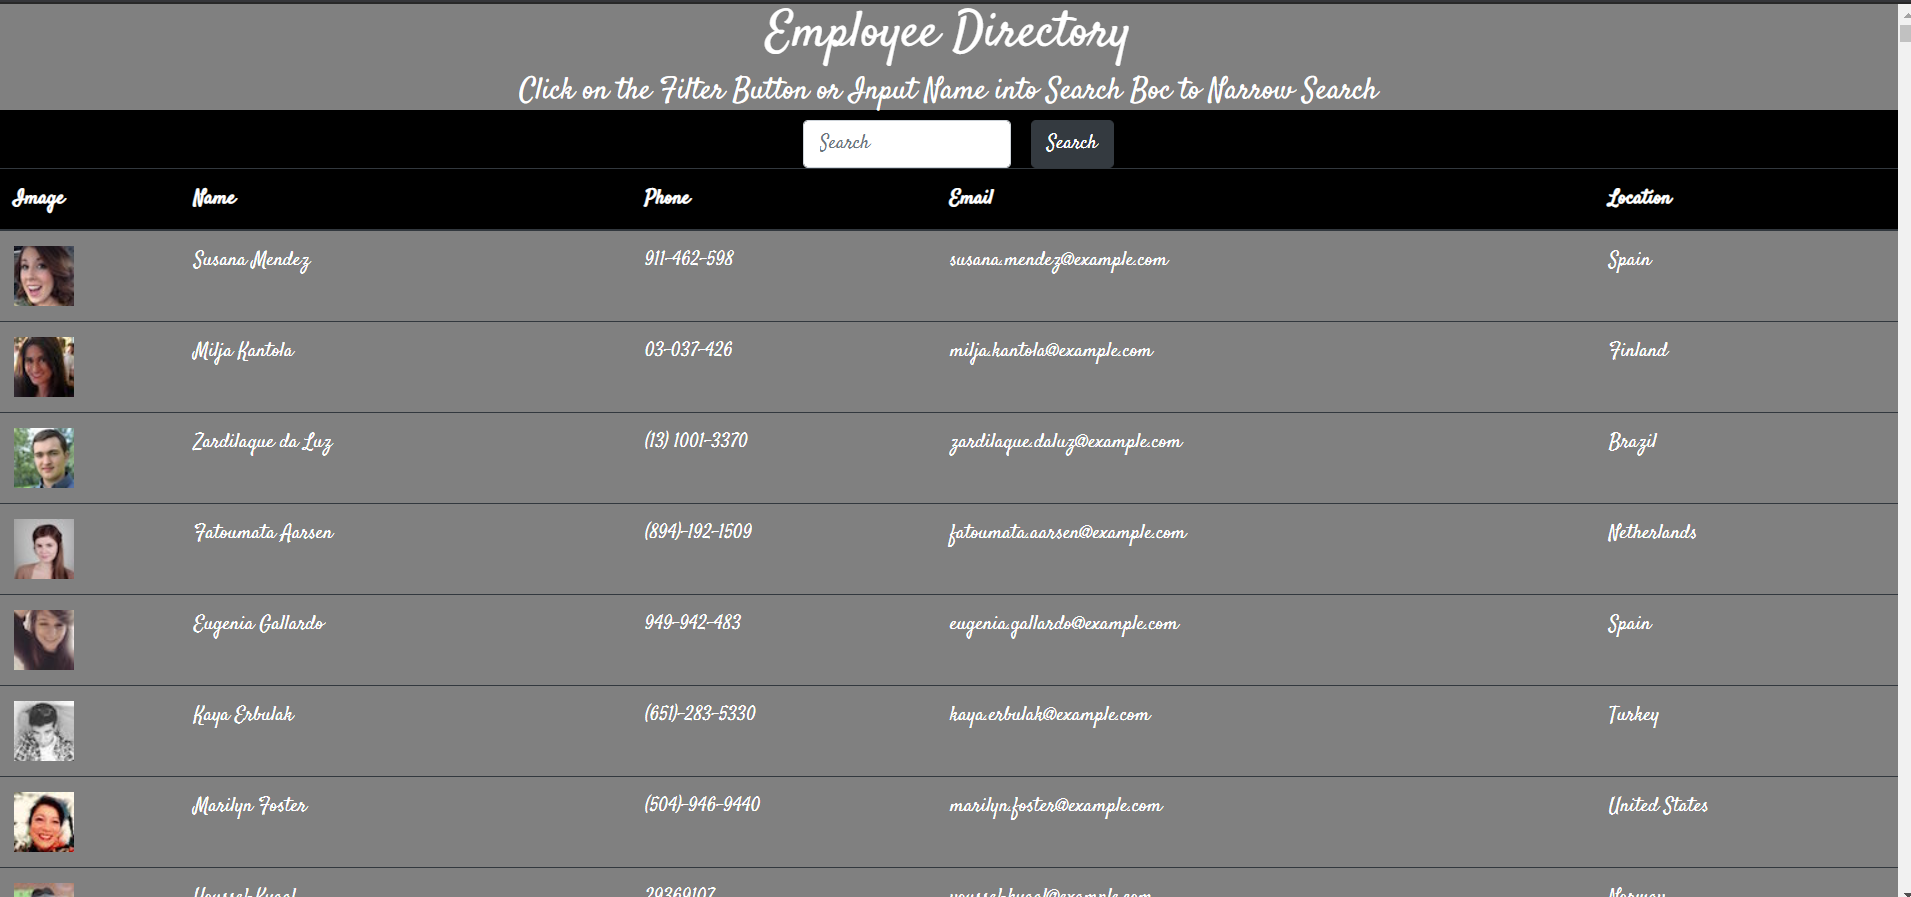 Employee Directory
Click on the Filter Button or Input Name into Search Boc to Narrow Search
Search Search
Image Name Phone Email Location
Susana Mendez 911-462-598 susana.mendez@example.com Spain
Milja Kantola 03-037-426 milja.kantola@example.com Finland
Zardilaque da Luz (13) 1001-3370 zardilaque.daluz@example.com Brazil
Fatoumata Aarsen (894)-192-1509 fatoumata.aarsen@example.com Netherlands
Eugenia Gallardo 949-942-483 eugenia.gallardo@example.com Spain
Kaya Erbulak (651)-283-5330 kaya.erbulak@example.com Turkey
Marilyn Foster (504)-946-9440 marilyn.foster@example.com United States
29369107 Norway